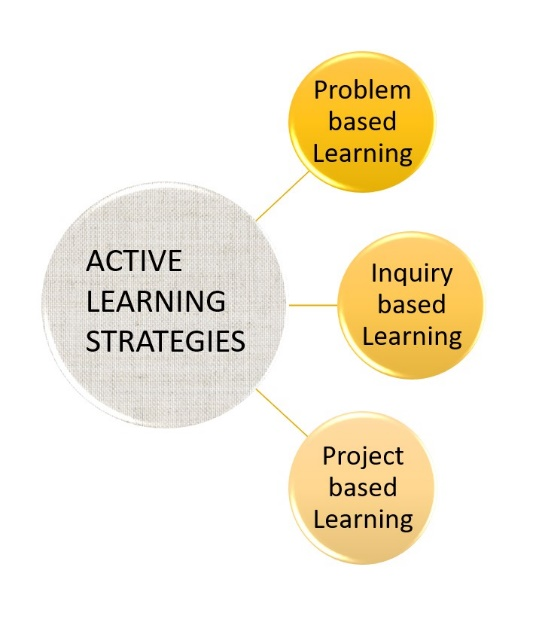 Problem
based
Learning
ACTIVE
LEARNING
STRATEGIES
Inquiry
based
Learning
Project
based
Learning